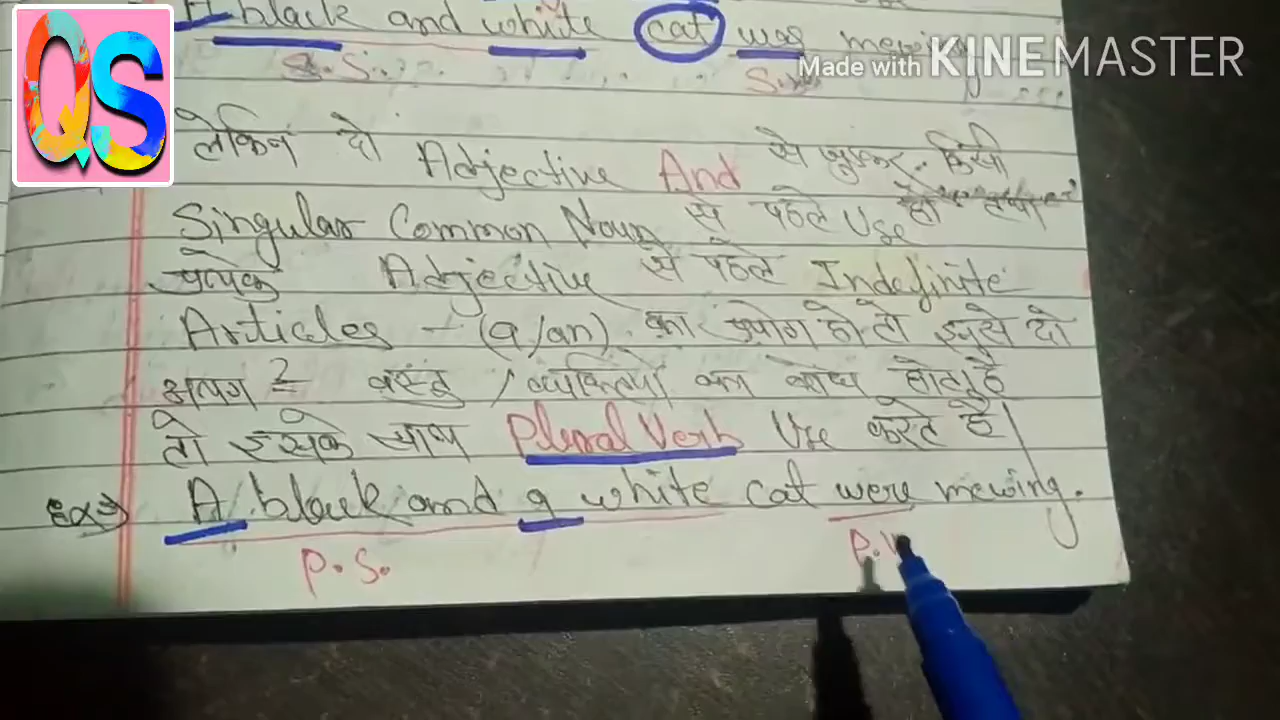 A black and white cat was mewing
S.S.
S.
QS
Made with KINEMASTER
लेकिन दो Adjective And से जुड़कर किसी
Singular Common Noun से पहले Use हो तथा
प्रत्येक Adjective से पहले Indefinite
Articles - (a/an) का प्रयोग हो तो इनसे दो
अलग 2 वस्तु / व्यक्तियों का बोध होता है
तो इसके साथ Plural Verb Use करते है।
Ex→ A black and a white cat were mewing.
P.S. P.V